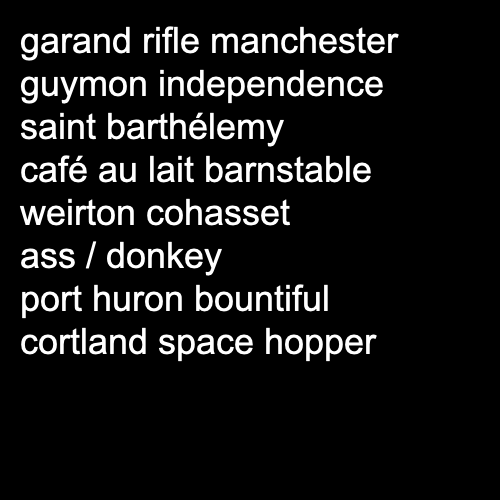 garand rifle manchester
guymon independence
saint barthélemy
café au lait barnstable
weirton cohasset
ass / donkey
port huron bountiful
cortland space hopper